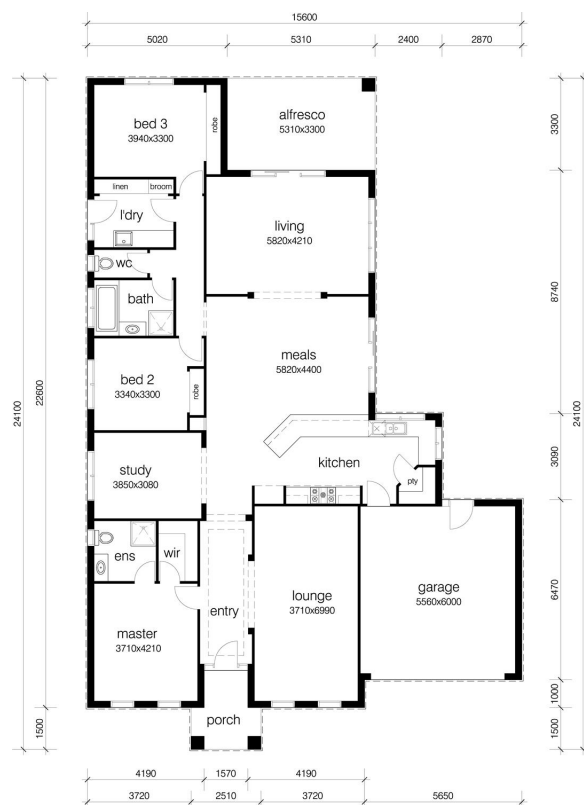 15600
5020 5310 2400 2870
bed 3
3940x3300
robe
alfresco
5310x3300
3300
linen broom
l'dry
living
5820x4210
wc
bath
8740
meals
5820x4400
bed 2
3340x3300
robe
24100
22600
24100
study
3850x3080
kitchen
pty
3090
ens
wir
entry
lounge
3710x6990
garage
5560x6000
6470
master
3710x4210
porch
1000
1500
1500
4190 1570 4190
3720 2510 3720 5650